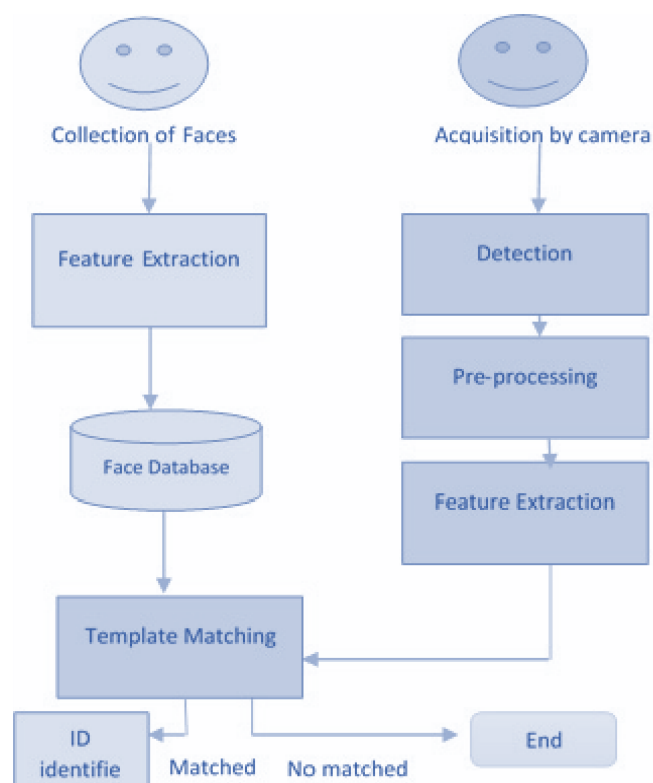 Collection of Faces
Acquisition by camera
Feature Extraction
Detection
Pre-processing
Face Database
Feature Extraction
Template Matching
ID
identifie
Matched
No matched
End